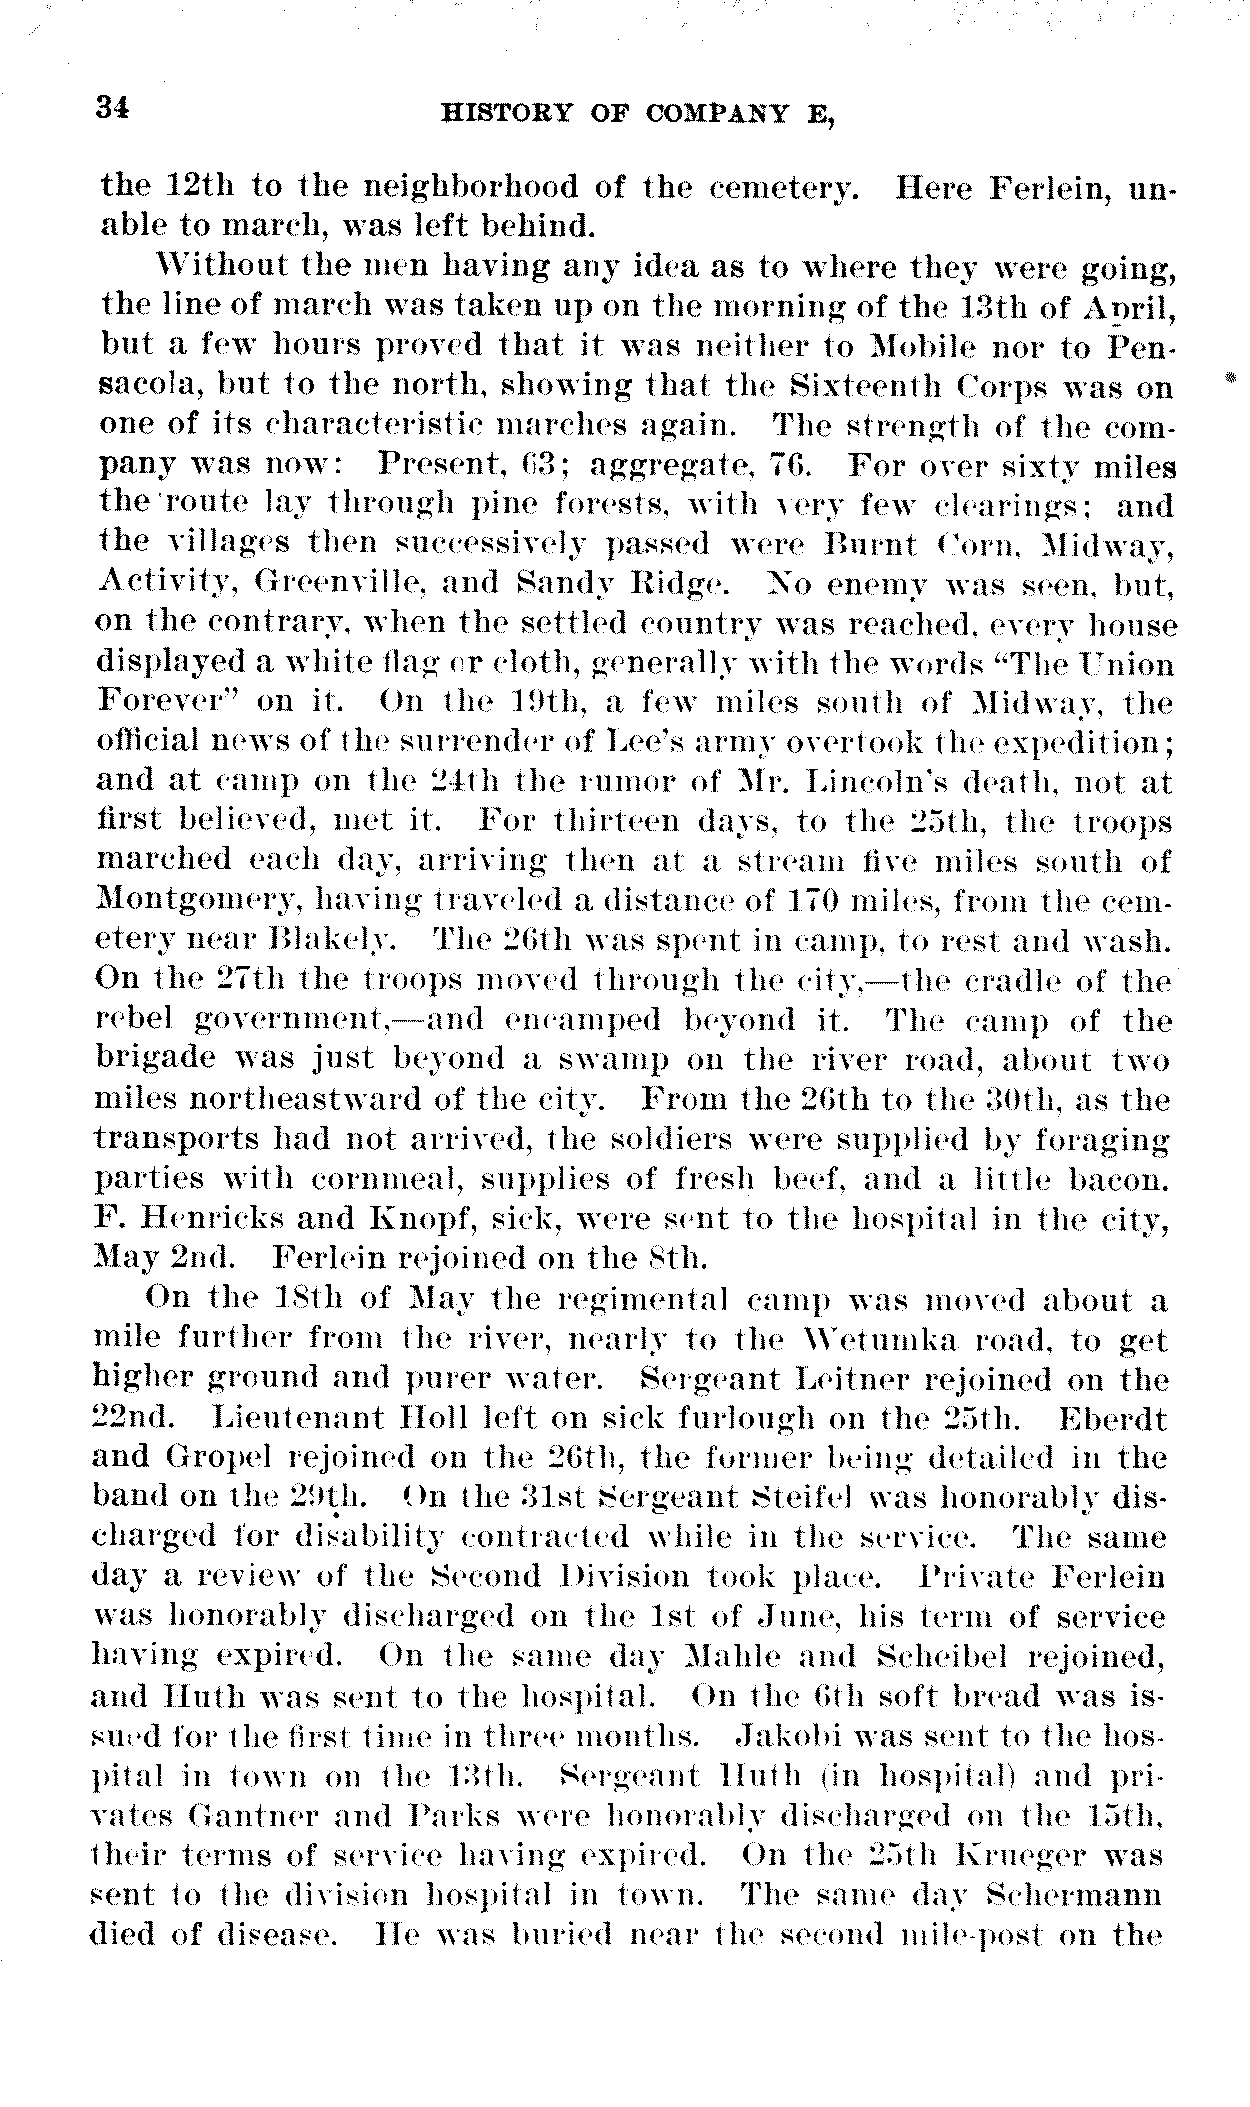 34 HISTORY OF COMPANY E,
the 12th to the neighborhood of the cemetery. Here Ferlein, un-
able to march, was left behind.
Without the men having any idea as to where they were going,
the line of march was taken up on the morning of the 13th of April,
but a few hours proved that it was neither to Mobile nor to Pen-
sacola, but to the north, showing that the Sixteenth Corps was on
one of its characteristic marches again. The strength of the com-
pany was now: Present, 63; aggregate, 76. For over sixty miles
the route lay through pine forests, with very few clearings; and
the villages then successively passed were Burnt Corn, Midway,
Activity, Greenville, and Sandy Ridge. No enemy was seen, but,
on the contrary, when the settled country was reached, every house
displayed a white flag or cloth, generally with the words “The Union
Forever” on it. On the 19th, a few miles south of Midway, the
official news of the surrender of Lee's army overtook the expedition;
and at camp on the 24th the rumor of Mr. Lincoln's death, not at
first believed, met it. For thirteen days, to the 25th, the troops
marched each day, arriving then at a stream five miles south of
Montgomery, having traveled a distance of 170 miles, from the cem-
etery near Blakely. The 26th was spent in camp, to rest and wash.
On the 27th the troops moved through the city,—the cradle of the
rebel government,—and encamped beyond it. The camp of the
brigade was just beyond a swamp on the river road, about two
miles northeastward of the city. From the 26th to the 30th, as the
transports had not arrived, the soldiers were supplied by foraging
parties with cornmeal, supplies of fresh beef, and a little bacon.
F. Henricks and Knopf, sick, were sent to the hospital in the city,
May 2nd. Ferlein rejoined on the 8th.
On the 18th of May the regimental camp was moved about a
mile further from the river, nearly to the Wetumka road, to get
higher ground and purer water. Sergeant Leitner rejoined on the
22nd. Lieutenant Holl left on sick furlough on the 25th. Eberdt
and Gropel rejoined on the 26th, the former being detailed in the
band on the 29th. On the 31st Sergeant Steifel was honorably dis-
charged for disability contracted while in the service. The same
day a review of the Second Division took place. Private Ferlein
was honorably discharged on the 1st of June, his term of service
having expired. On the same day Mahle and Scheibel rejoined,
and Huth was sent to the hospital. On the 6th soft bread was is-
sued for the first time in three months. Jakobi was sent to the hos-
pital in town on the 13th. Sergeant Huth (in hospital) and pri-
vates Gantner and Parks were honorably discharged on the 15th,
their terms of service having expired. On the 25th Krueger was
sent to the division hospital in town. The same day Schermann
died of disease. He was buried near the second mile-post on the